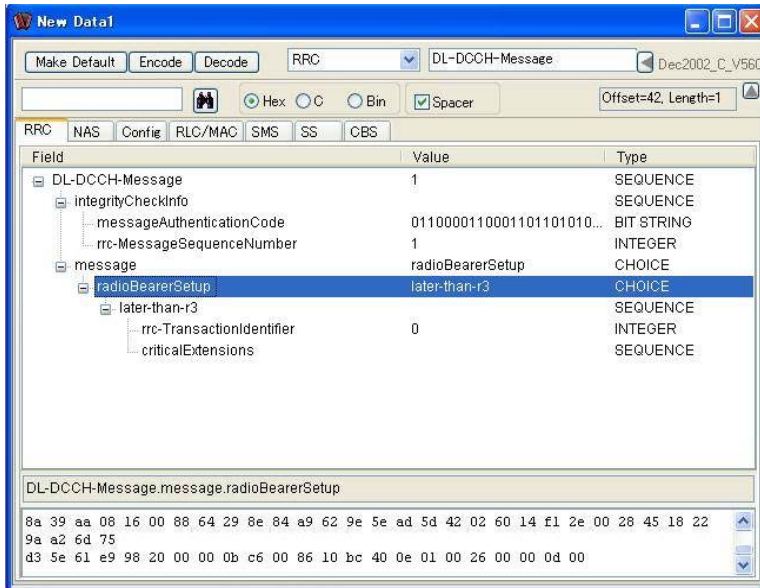 New Data1
Make Default Encode Decode RRC DL-DCCH-Message Dec2002_C_V560
Hex C Bin Spacer Offset=42, Length=1
RRC NAS Config RLC/MAC SMS SS CBS
Field Value Type
DL-DCCH-Message 1 SEQUENCE
integrityCheckInfo SEQUENCE
messageAuthenticationCode 0110000110001101101010... BIT STRING
rrc-MessageSequenceNumber 1 INTEGER
message radioBearerSetup CHOICE
radioBearerSetup later-than-r3 CHOICE
later-than-r3 SEQUENCE
rrc-TransactionIdentifier 0 INTEGER
criticalExtensions SEQUENCE
DL-DCCH-Message.message.radioBearerSetup
8a 39 aa 08 16 00 88 64 29 8e 84 a9 62 9e 5e ad 5d 42 02 60 14 f1 2e 00 28 45 18 22
9a a2 6d 75
d3 5e 61 e9 98 20 00 00 0b c6 00 86 10 bc 40 0e 01 00 26 00 00 0d 00